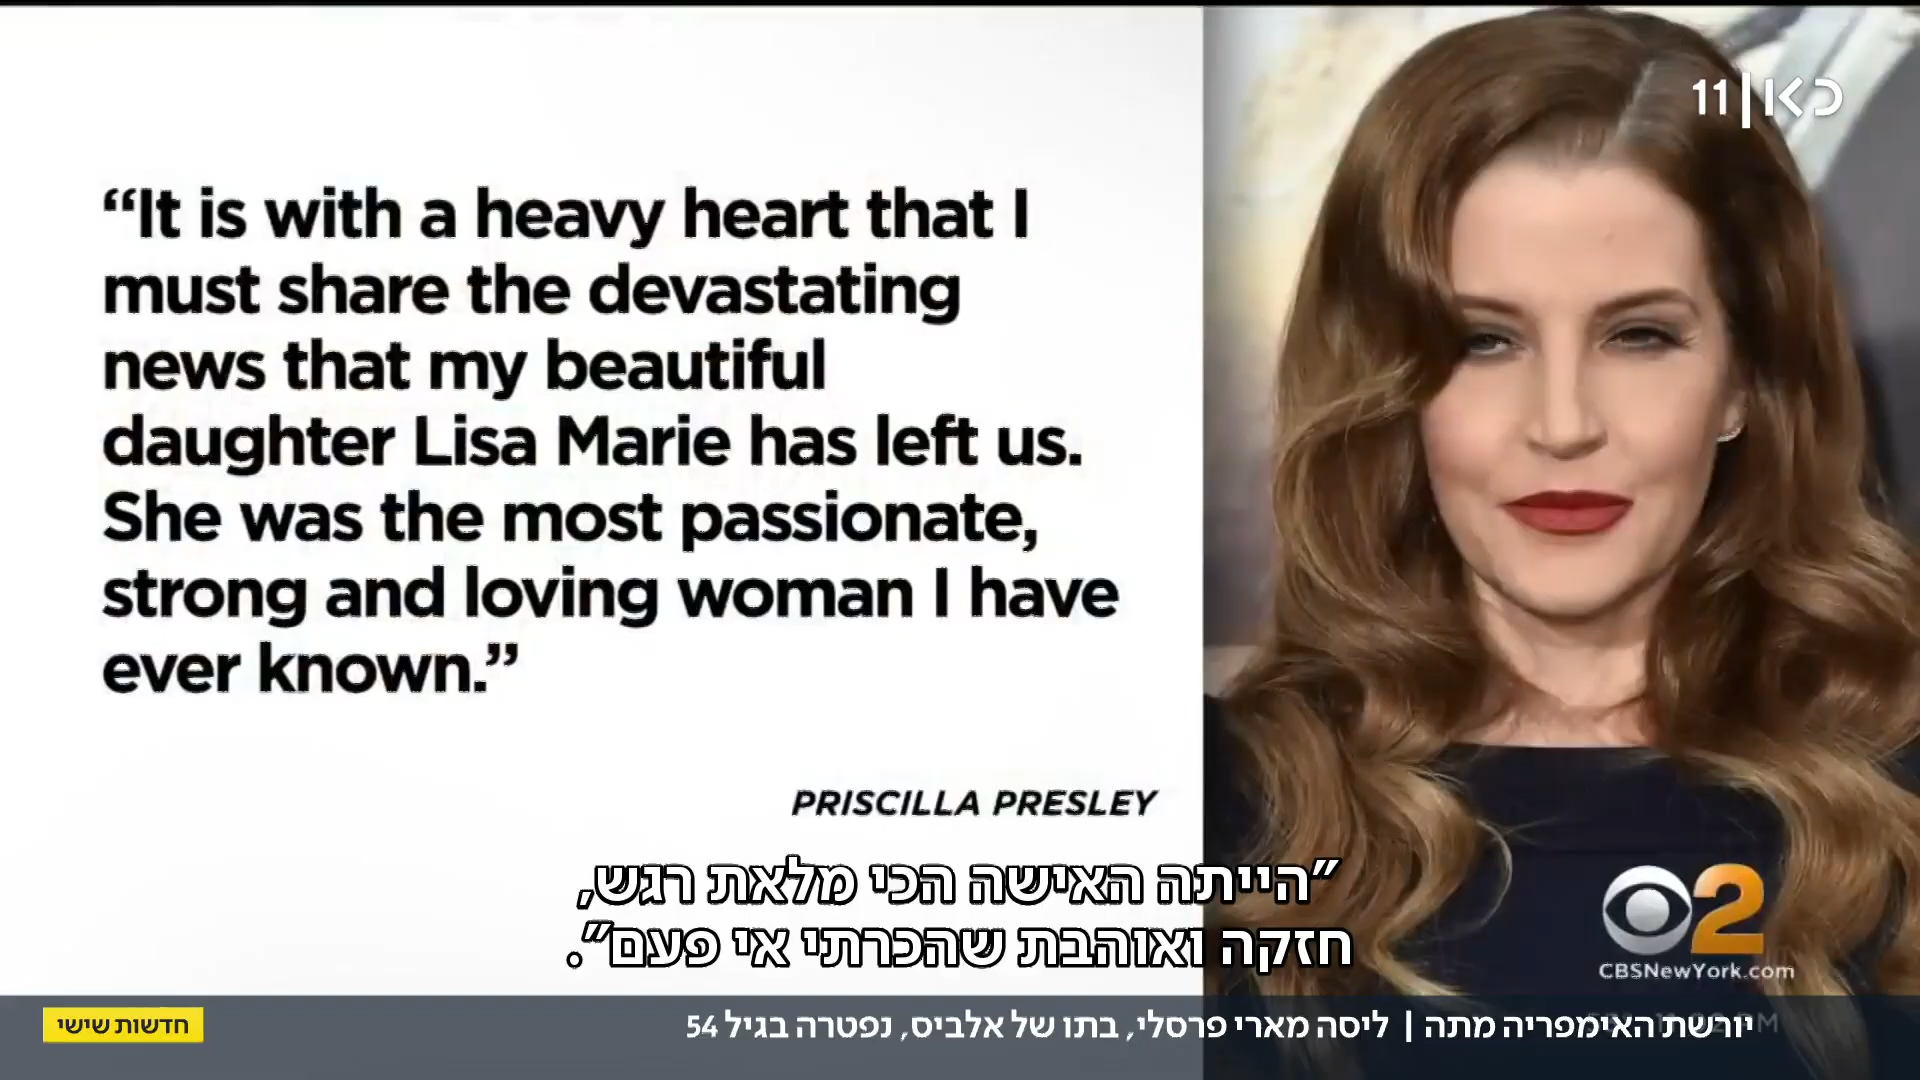 כאן 11
“It is with a heavy heart that I
must share the devastating
news that my beautiful
daughter Lisa Marie has left us.
She was the most passionate,
strong and loving woman I have
ever known.”
PRISCILLA PRESLEY
"הייתה האישה הכי מלאת רגש,
חזקה ואוהבת שהכרתי אי פעם".
2
CBSNewYork.com
יורשת האימפריה מתה | ליסה מארי פרסלי, בתו של אלביס, נפטרה בגיל 54
חדשות שישי